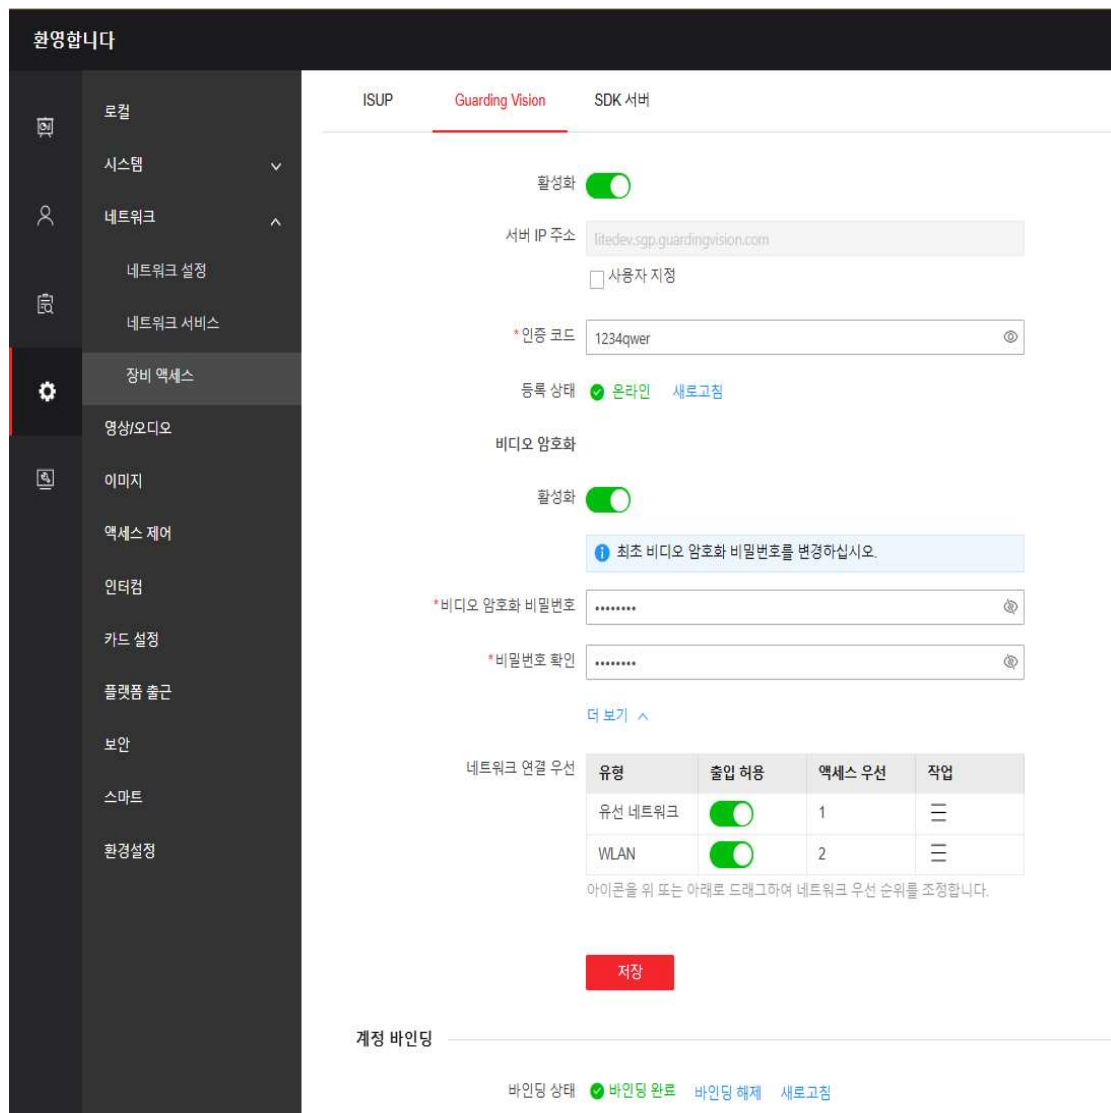 환영합니다
로컬
시스템
네트워크
네트워크 설정
네트워크 서비스
장비 액세스
영상/오디오
이미지
액세스 제어
인터컴
카드 설정
플랫폼 출근
보안
스마트
환경설정
ISUP Guarding Vision SDK 서버
활성화
서버 IP 주소 litedev.sgp.guardingvision.com
사용자 지정
*인증 코드 1234qwer
등록 상태 온라인 새로고침
비디오 암호화
활성화
최초 비디오 암호화 비밀번호를 변경하십시오.
*비디오 암호화 비밀번호 ••••••••
*비밀번호 확인 ••••••••
더 보기
네트워크 연결 우선 유형 출입 허용 액세스 우선 작업
유선 네트워크 1
WLAN 2
아이콘을 위 또는 아래로 드래그하여 네트워크 우선 순위를 조정합니다.
저장
계정 바인딩
바인딩 상태 바인딩 완료 바인딩 해제 새로고침